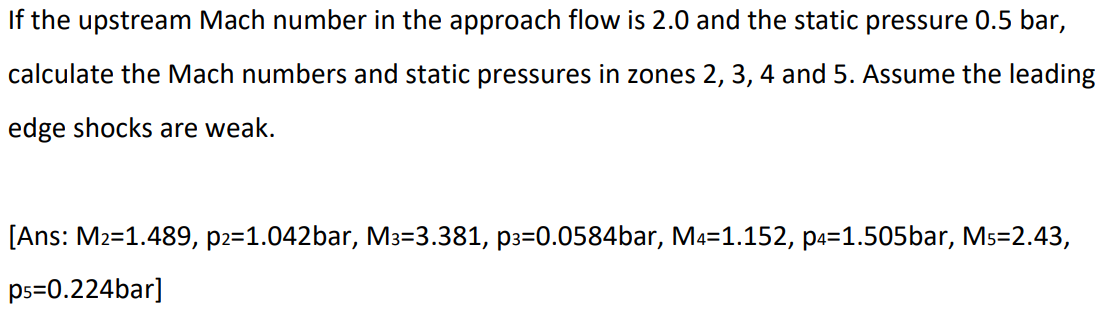 If the upstream Mach number in the approach flow is 2.0 and the static pressure 0.5 bar,
calculate the Mach numbers and static pressures in zones 2, 3, 4 and 5. Assume the leading
edge shocks are weak.
[Ans: M2=1.489, p2=1.042bar, M3=3.381, p3=0.0584bar, M4=1.152, p4=1.505bar, M5=2.43,
p5=0.224bar]